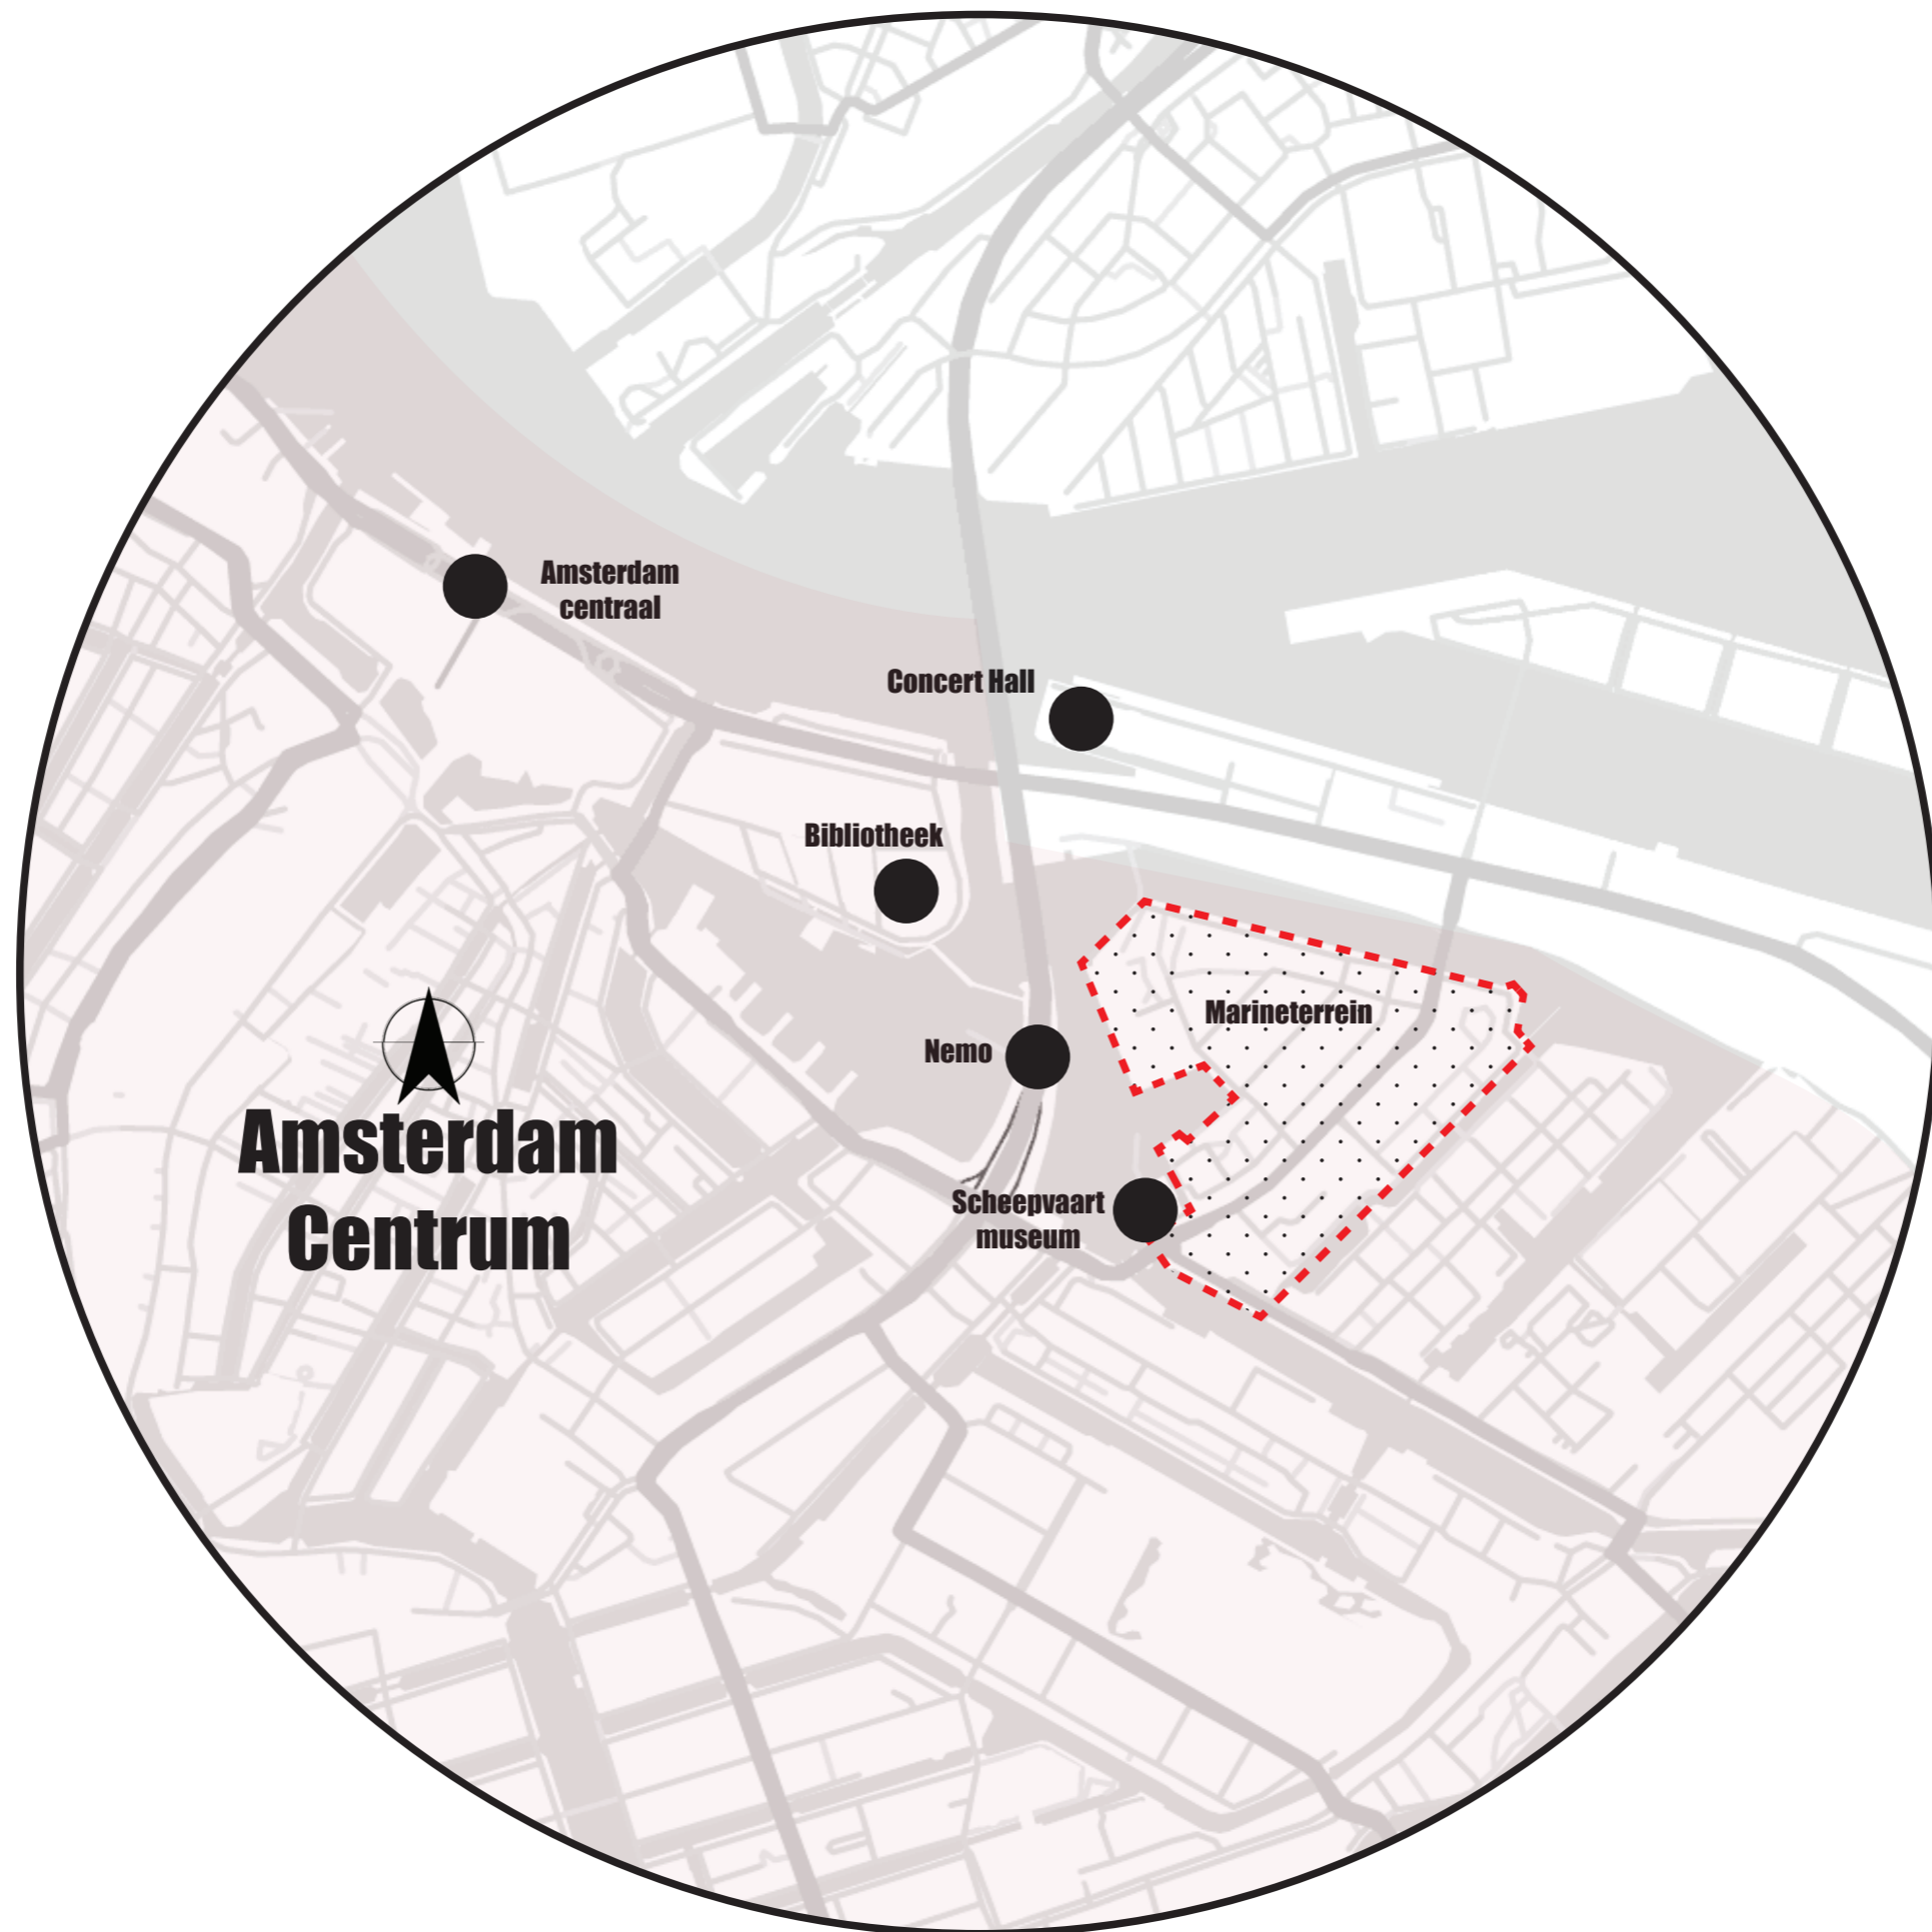 Amsterdam
centraal
Concert Hall
Bibliotheek
Marineterrein
Nemo
Amsterdam
Centrum
Scheepvaart
museum